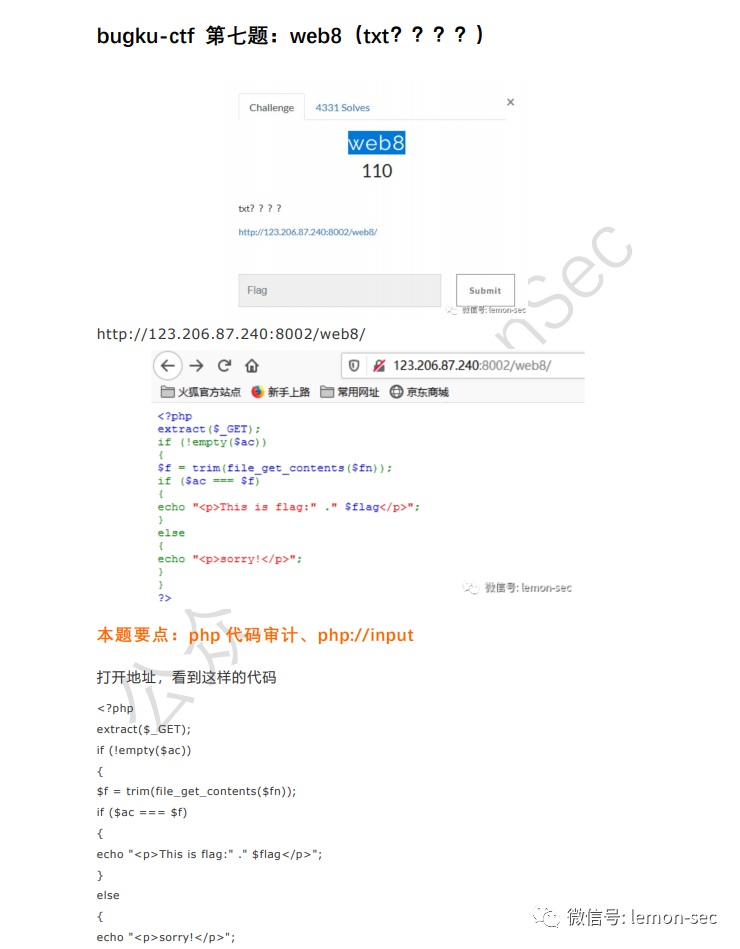 bugku-ctf 第七题：web8（txt？？？？）
Challenge 4331 Solves ×
web8
110
txt？？？？
http://123.206.87.240:8002/web8/
Flag Submit
微信号: lemon-sec
http://123.206.87.240:8002/web8/
123.206.87.240:8002/web8/
火狐官方站点 新手上路 常用网址 京东商城
<?php
extract($_GET);
if (!empty($ac))
{
$f = trim(file_get_contents($fn));
if ($ac === $f)
{
echo "<p>This is flag:" ." $flag</p>";
}
else
{
echo "<p>sorry!</p>";
}
}
?>
微信号: lemon-sec
本题要点：php 代码审计、php://input
打开地址，看到这样的代码
<?php
extract($_GET);
if (!empty($ac))
{
$f = trim(file_get_contents($fn));
if ($ac === $f)
{
echo "<p>This is flag:" ." $flag</p>";
}
else
{
echo "<p>sorry!</p>";
微信号: lemon-sec
公众
nSec